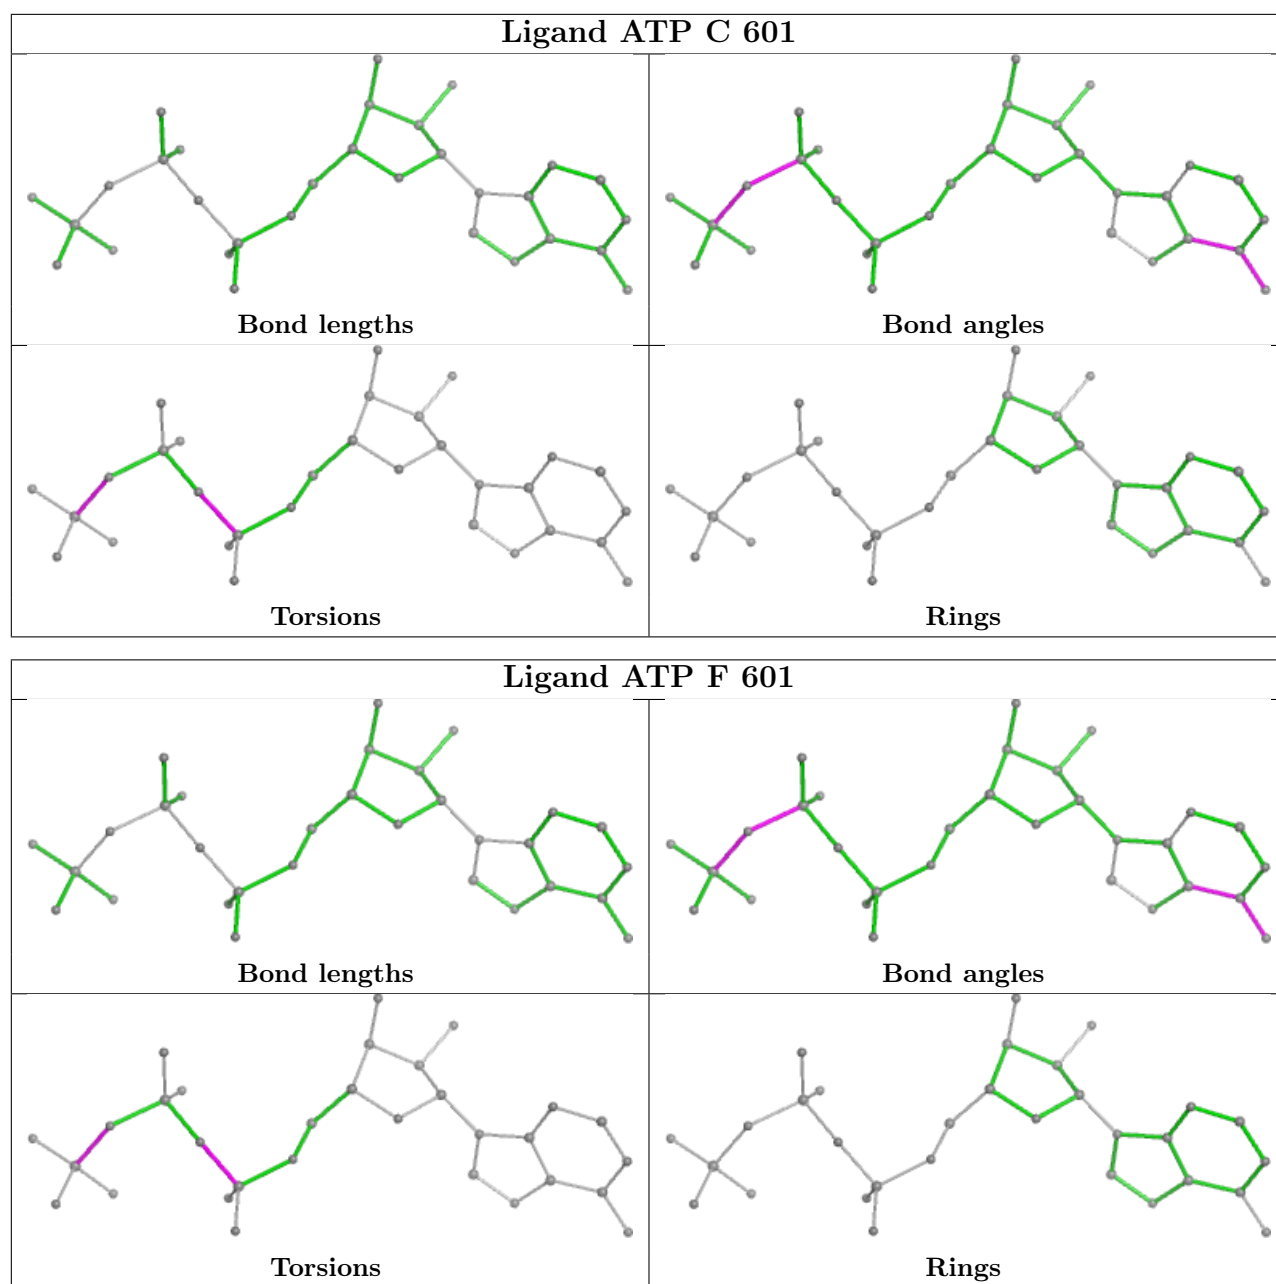 Ligand ATP C 601
Bond lengths
Bond angles
Torsions
Rings
Ligand ATP F 601
Bond lengths
Bond angles
Torsions
Rings